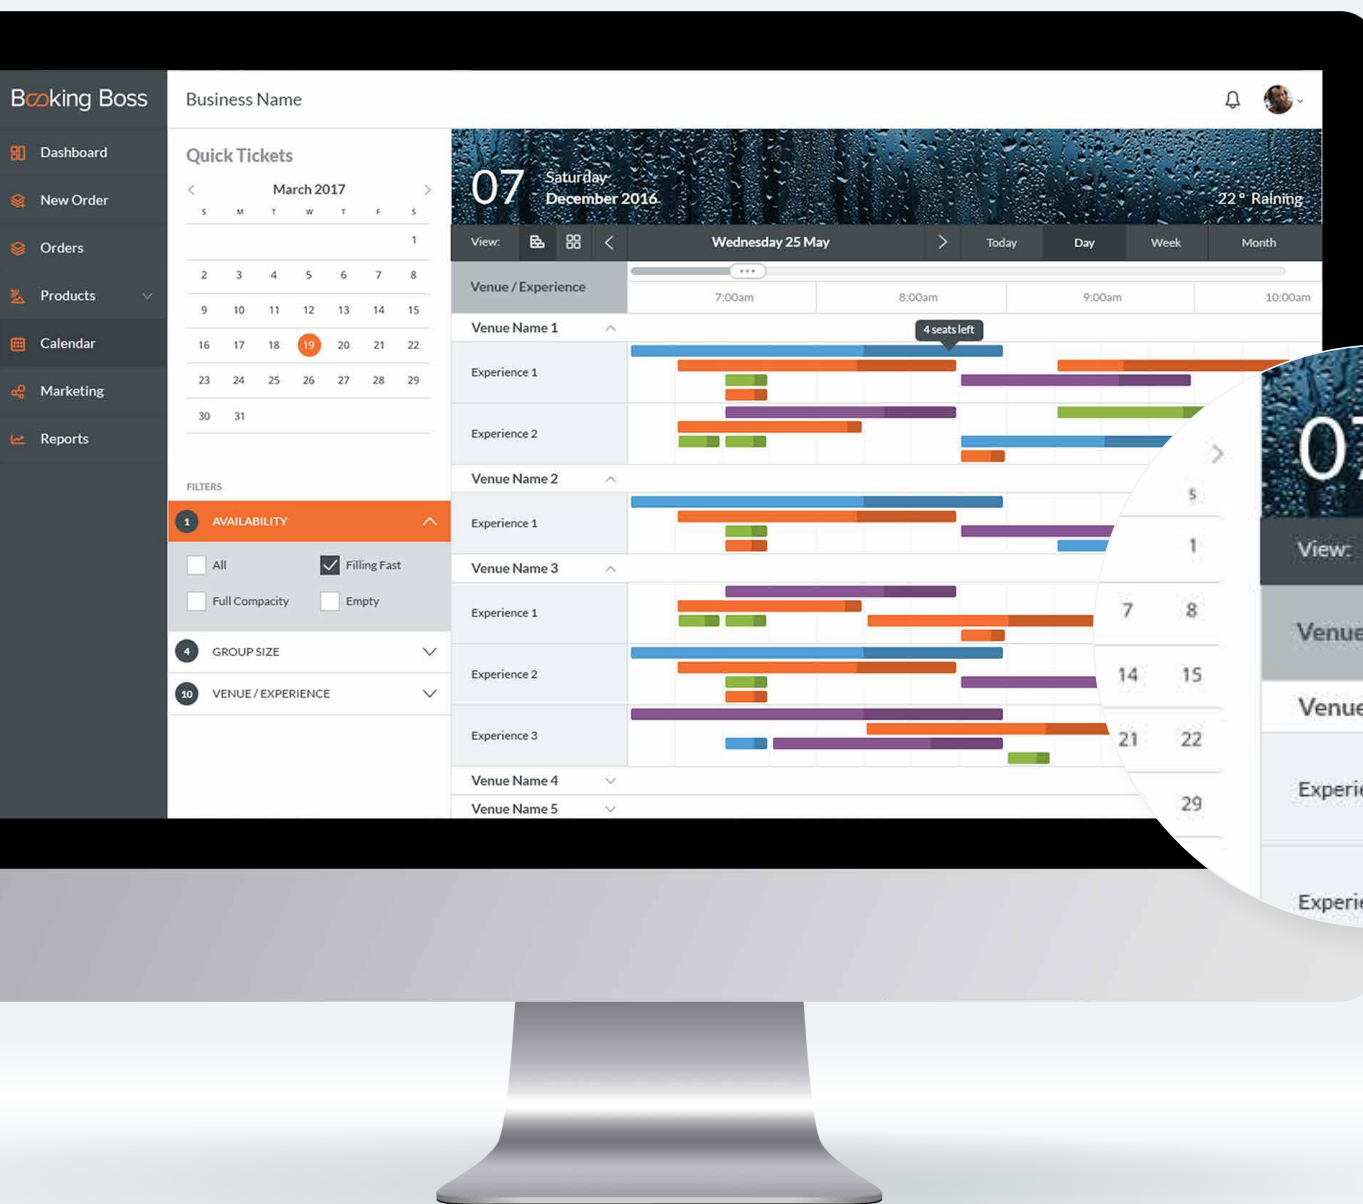 Booking Boss
Business Name
Dashboard
New Order
Orders
Products
Calendar
Marketing
Reports
Quick Tickets
March 2017
S M T W T F S
1
2 3 4 5 6 7 8
9 10 11 12 13 14 15
16 17 18 19 20 21 22
23 24 25 26 27 28 29
30 31
FILTERS
1 AVAILABILITY
All Filling Fast
Full Compacity Empty
4 GROUP SIZE
10 VENUE / EXPERIENCE
07 Saturday
December 2016
22° Raining
View: Wednesday 25 May Today Day Week Month
Venue / Experience 7:00am 8:00am 9:00am 10:00am
Venue Name 1
4 seats left
Experience 1
Experience 2
Venue Name 2
Experience 1
Venue Name 3
Experience 1
Experience 2
Experience 3
Venue Name 4
Venue Name 5
07
S
1
View:
7 8
Venue
14 15
Venue
21 22
Experie
29
Experie